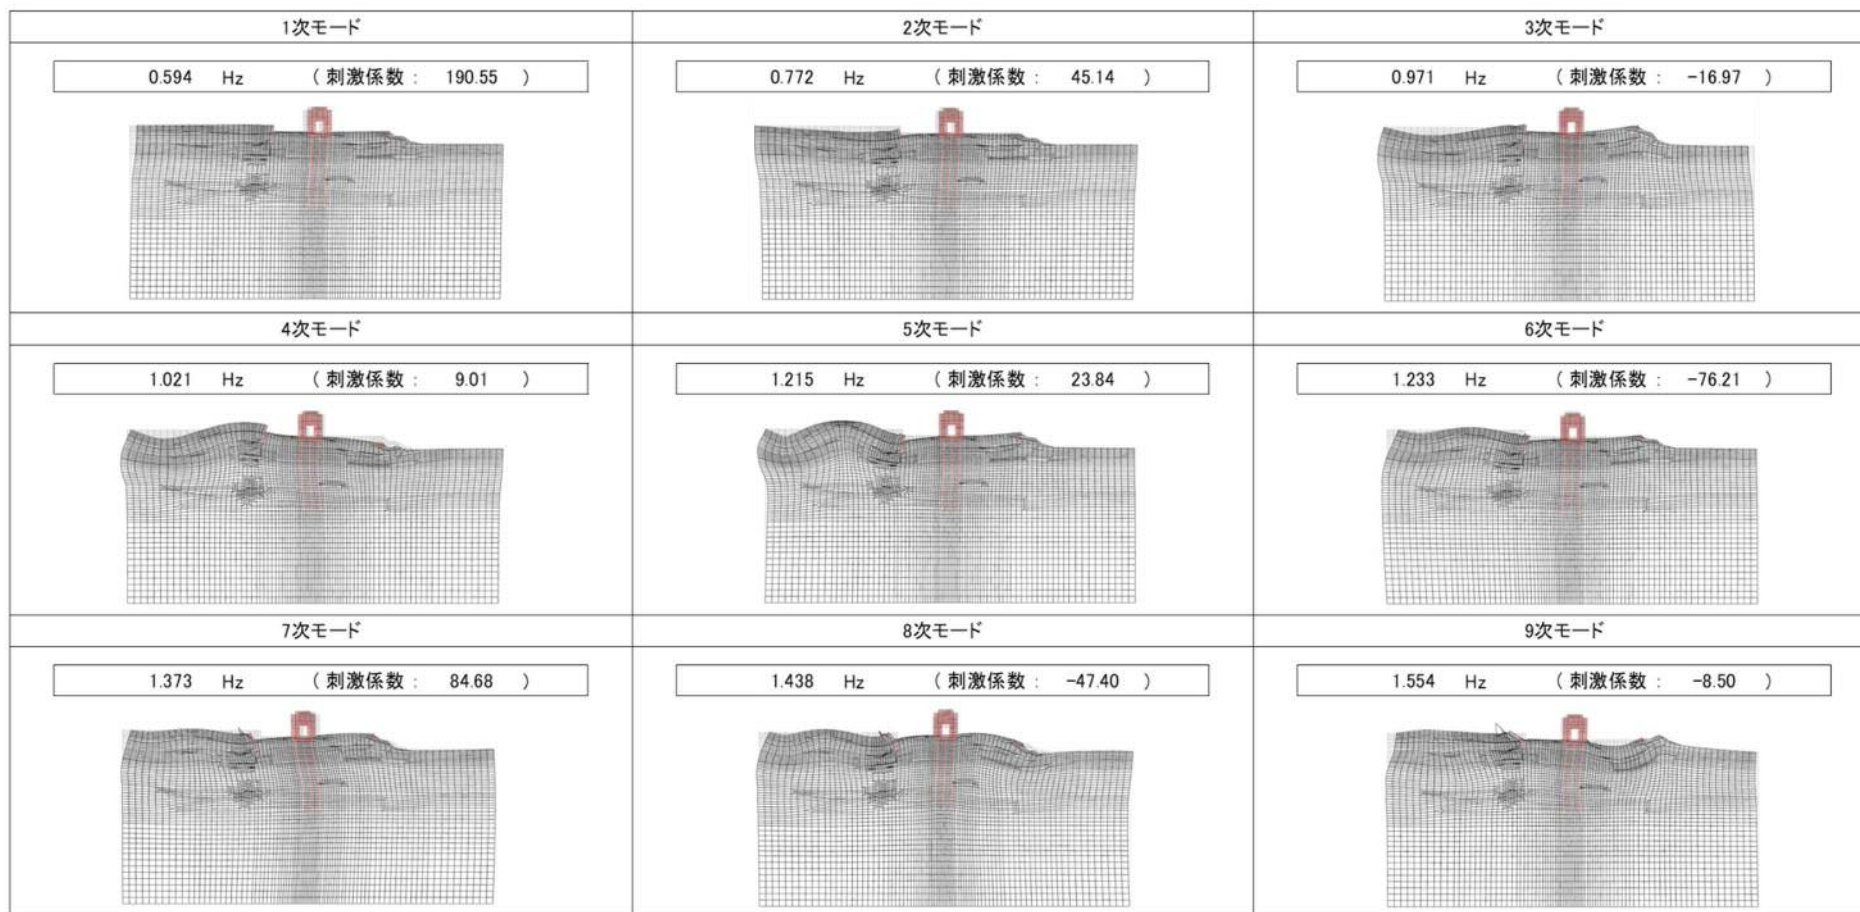 1次モード 2次モード 3次モード
0.594 Hz (刺激係数 : 190.55 ) 0.772 Hz (刺激係数 : 45.14 ) 0.971 Hz (刺激係数 : -16.97 )
4次モード 5次モード 6次モード
1.021 Hz (刺激係数 : 9.01 ) 1.215 Hz (刺激係数 : 23.84 ) 1.233 Hz (刺激係数 : -76.21 )
7次モード 8次モード 9次モード
1.373 Hz (刺激係数 : 84.68 ) 1.438 Hz (刺激係数 : -47.40 ) 1.554 Hz (刺激係数 : -8.50 )